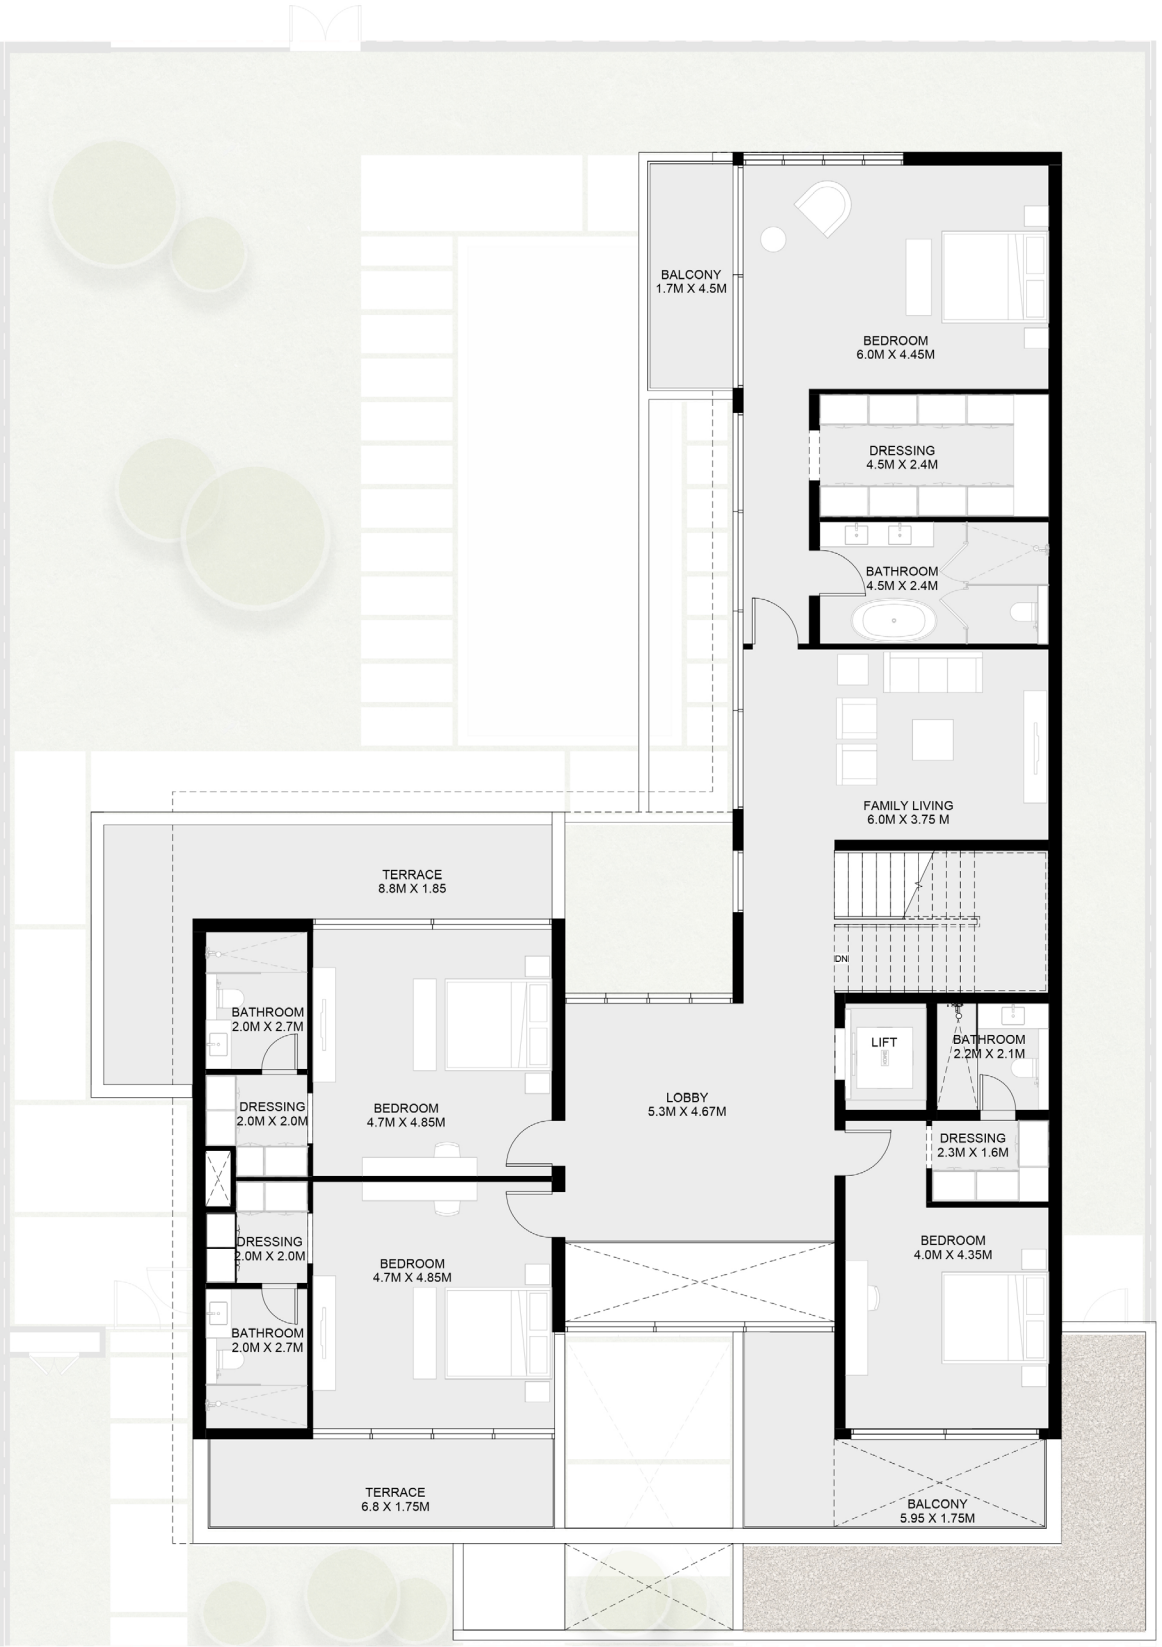 BALCONY
1.7M X 4.5M
BEDROOM
6.0M X 4.45M
DRESSING
4.5M X 2.4M
BATHROOM
4.5M X 2.4M
FAMILY LIVING
6.0M X 3.75 M
TERRACE
8.8M X 1.85
DN
BATHROOM
2.0M X 2.7M
LIFT
BATHROOM
2.2M X 2.1M
DRESSING
2.0M X 2.0M
BEDROOM
4.7M X 4.85M
LOBBY
5.3M X 4.67M
DRESSING
2.3M X 1.6M
DRESSING
2.0M X 2.0M
BEDROOM
4.7M X 4.85M
BEDROOM
4.0M X 4.35M
BATHROOM
2.0M X 2.7M
TERRACE
6.8 X 1.75M
BALCONY
5.95 X 1.75M